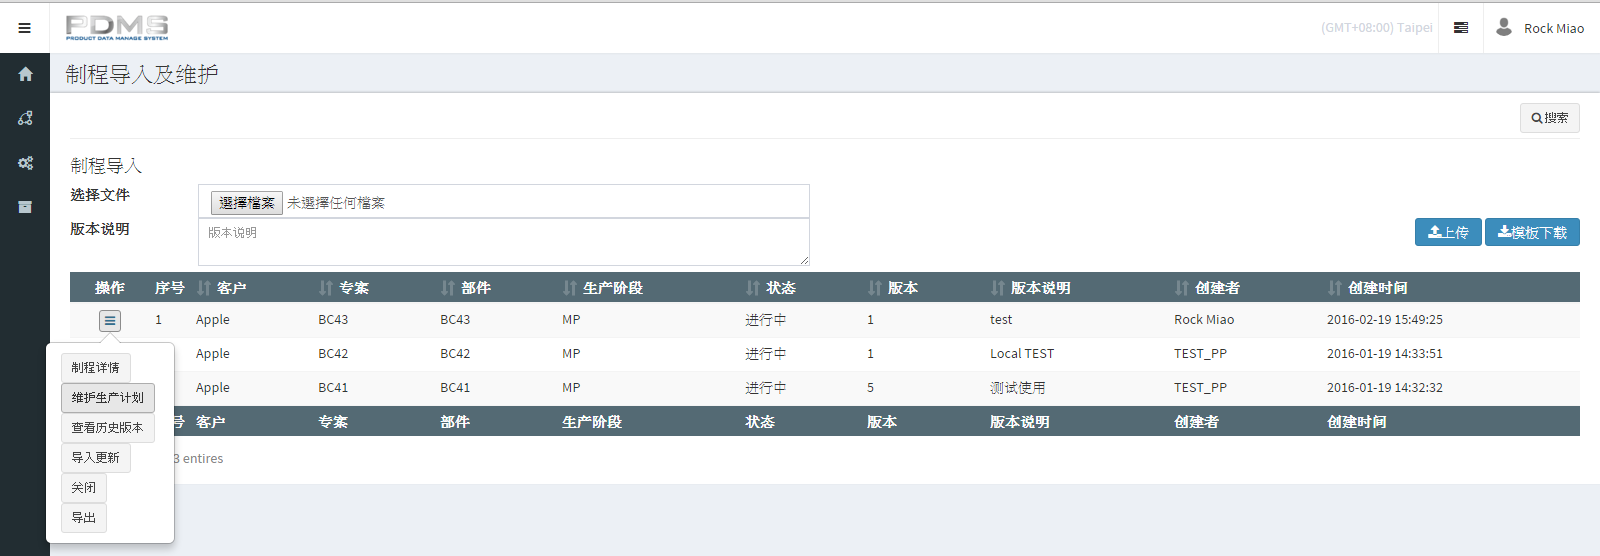 PDMS
PRODUCT DATA MANAGE SYSTEM
(GMT+08:00) Taipei
Rock Miao
制程导入及维护
搜索
制程导入
选择文件
選擇檔案 未選擇任何檔案
版本说明
版本说明
上传 模板下载
操作 序号 客户 专案 部件 生产阶段 状态 版本 版本说明 创建者 创建时间
1 Apple BC43 BC43 MP 进行中 1 test Rock Miao 2016-02-19 15:49:25
Apple BC42 BC42 MP 进行中 1 Local TEST TEST_PP 2016-01-19 14:33:51
Apple BC41 BC41 MP 进行中 5 测试使用 TEST_PP 2016-01-19 14:32:32
号 客户 专案 部件 生产阶段 状态 版本 版本说明 创建者 创建时间
3 entires
制程详情
维护生产计划
查看历史版本
导入更新
关闭
导出